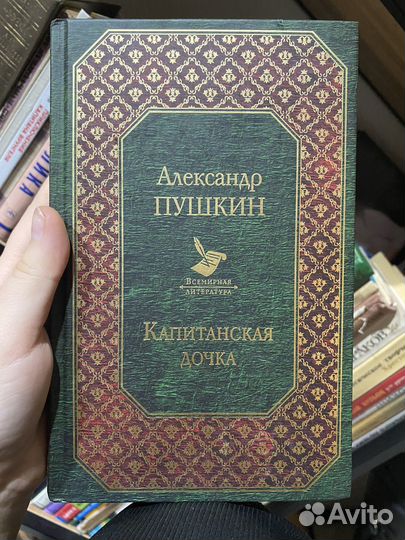 Александр
ПУШКИН
Всемирная
литература
Капитанская
дочка
Avito